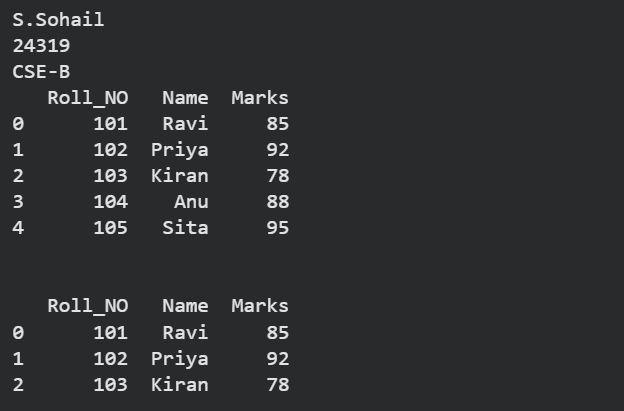 S.Sohail
24319
CSE-B
   Roll_NO   Name  Marks
0      101   Ravi     85
1      102  Priya     92
2      103  Kiran     78
3      104    Anu     88
4      105   Sita     95
   Roll_NO   Name  Marks
0      101   Ravi     85
1      102  Priya     92
2      103  Kiran     78